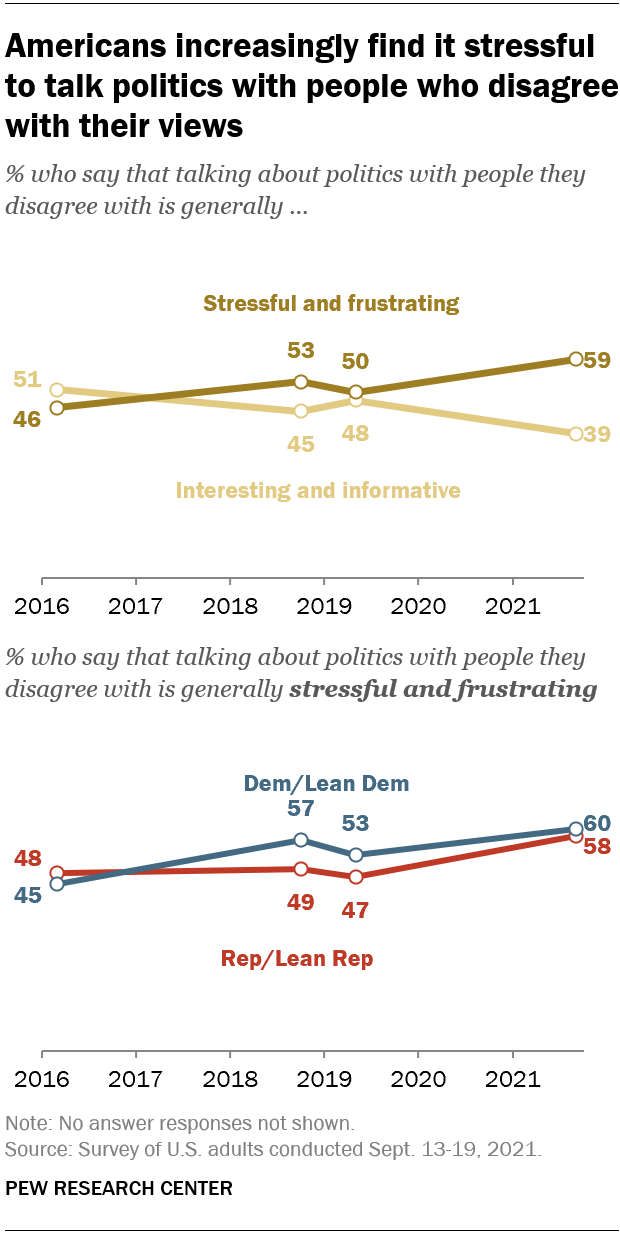 Americans increasingly find it stressful
to talk politics with people who disagree
with their views
% who say that talking about politics with people they
disagree with is generally ...
Stressful and frustrating
53
50
59
51
46
45
48
39
Interesting and informative
2016 2017 2018 2019 2020 2021
% who say that talking about politics with people they
disagree with is generally stressful and frustrating
Dem/Lean Dem
57
53
60
48
58
45
49
47
Rep/Lean Rep
2016 2017 2018 2019 2020 2021
Note: No answer responses not shown.
Source: Survey of U.S. adults conducted Sept. 13-19, 2021.
PEW RESEARCH CENTER